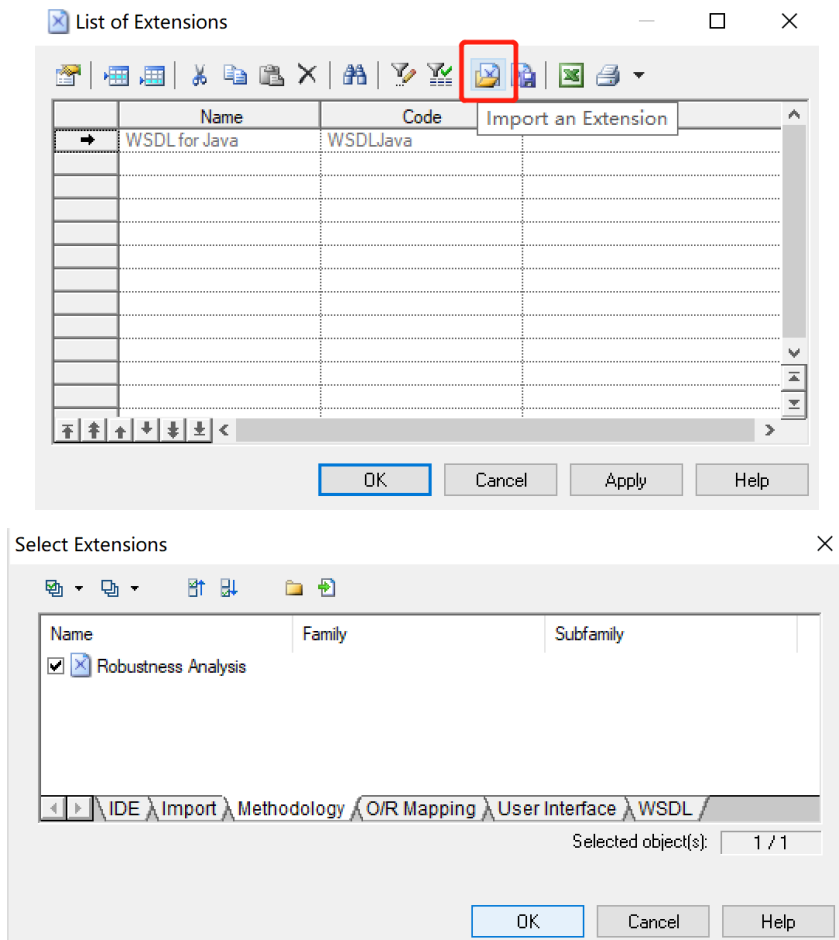 List of Extensions
Name Code
Import an Extension
WSDL for Java WSDLJava
OK Cancel Apply Help
Select Extensions
Name Family Subfamily
Robustness Analysis
IDE Import Methodology O/R Mapping User Interface WSDL
Selected object(s): 1 / 1
OK Cancel Help